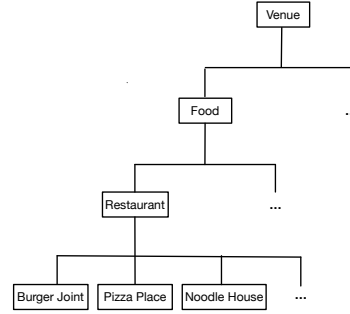 Venue
Food
..
Restaurant
...
Burger Joint
Pizza Place
Noodle House
...